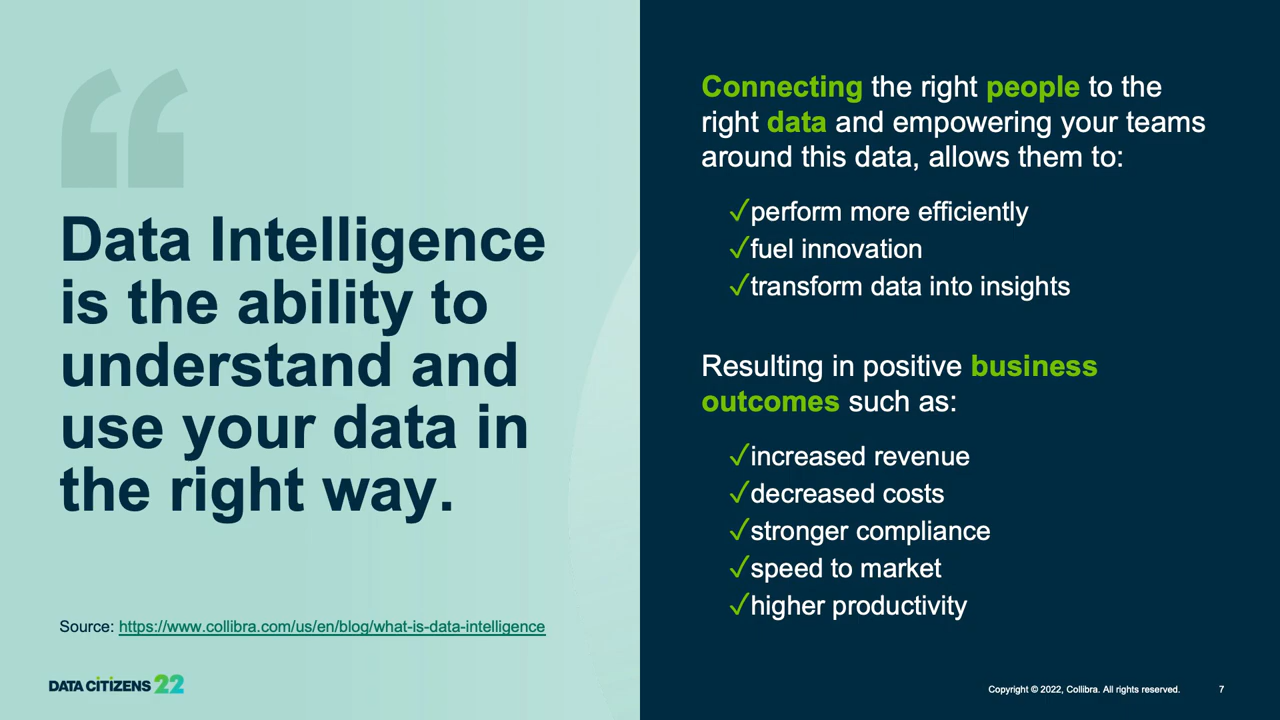 Data Intelligence
is the ability to
understand and
use your data in
the right way.
Source: https://www.collibra.com/us/en/blog/what-is-data-intelligence
DATA CITIZENS 22
Connecting the right people to the
right data and empowering your teams
around this data, allows them to:
✓perform more efficiently
✓fuel innovation
✓transform data into insights
Resulting in positive business
outcomes such as:
✓increased revenue
✓decreased costs
✓stronger compliance
✓speed to market
✓higher productivity
Copyright © 2022, Collibra. All rights reserved. 7